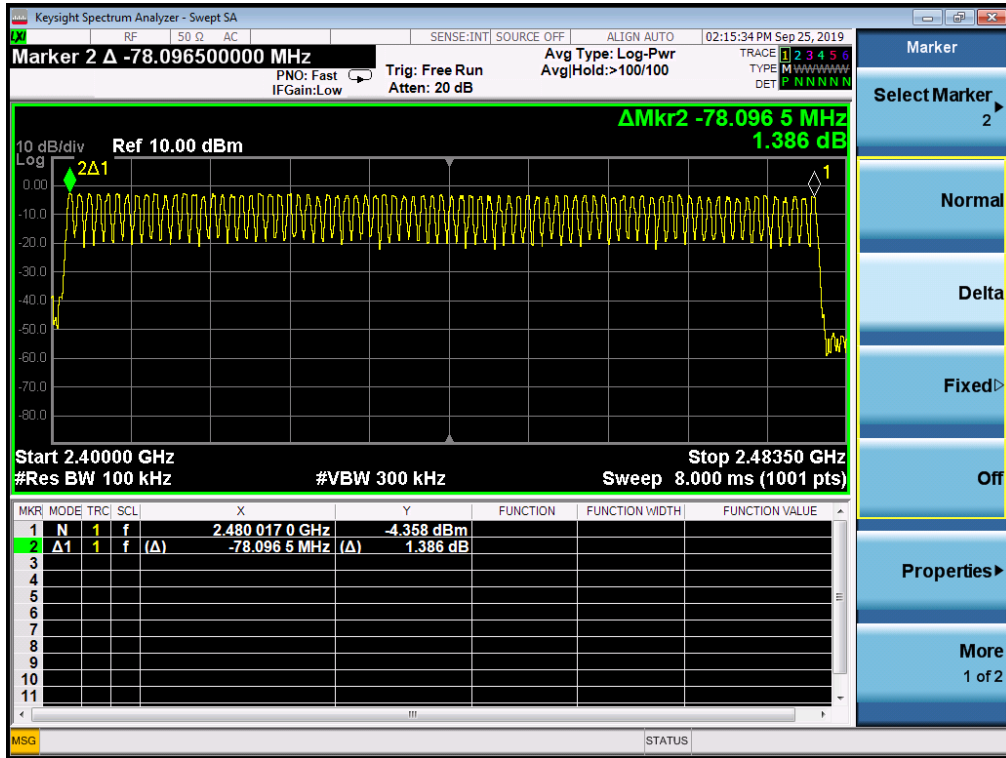 Keysight Spectrum Analyzer - Swept SA
LXI RF 50 Ω AC SENSE:INT SOURCE OFF ALIGN AUTO 02:15:34 PM Sep 25, 2019
Marker 2 Δ -78.096500000 MHz
PNO: Fast
IFGain:Low
Trig: Free Run
Atten: 20 dB
Avg Type: Log-Pwr
Avg|Hold:>100/100
TRACE 1 2 3 4 5 6
TYPE M WWWWW
DET P N N N N N
ΔMkr2 -78.096 5 MHz
1.386 dB
10 dB/div Ref 10.00 dBm
Log
2Δ1
1
0.00
-10.0
-20.0
-30.0
-40.0
-50.0
-60.0
-70.0
-80.0
Start 2.40000 GHz Stop 2.48350 GHz
#Res BW 100 kHz #VBW 300 kHz Sweep 8.000 ms (1001 pts)
MKR MODE TRC SCL X Y FUNCTION FUNCTION WIDTH FUNCTION VALUE
1 N 1 f 2.480 017 0 GHz -4.358 dBm
2 Δ1 1 f (Δ) -78.096 5 MHz (Δ) 1.386 dB
3
4
5
6
7
8
9
10
11
MSG STATUS
Marker
Select Marker
2
Normal
Delta
Fixed
Off
Properties
More
1 of 2